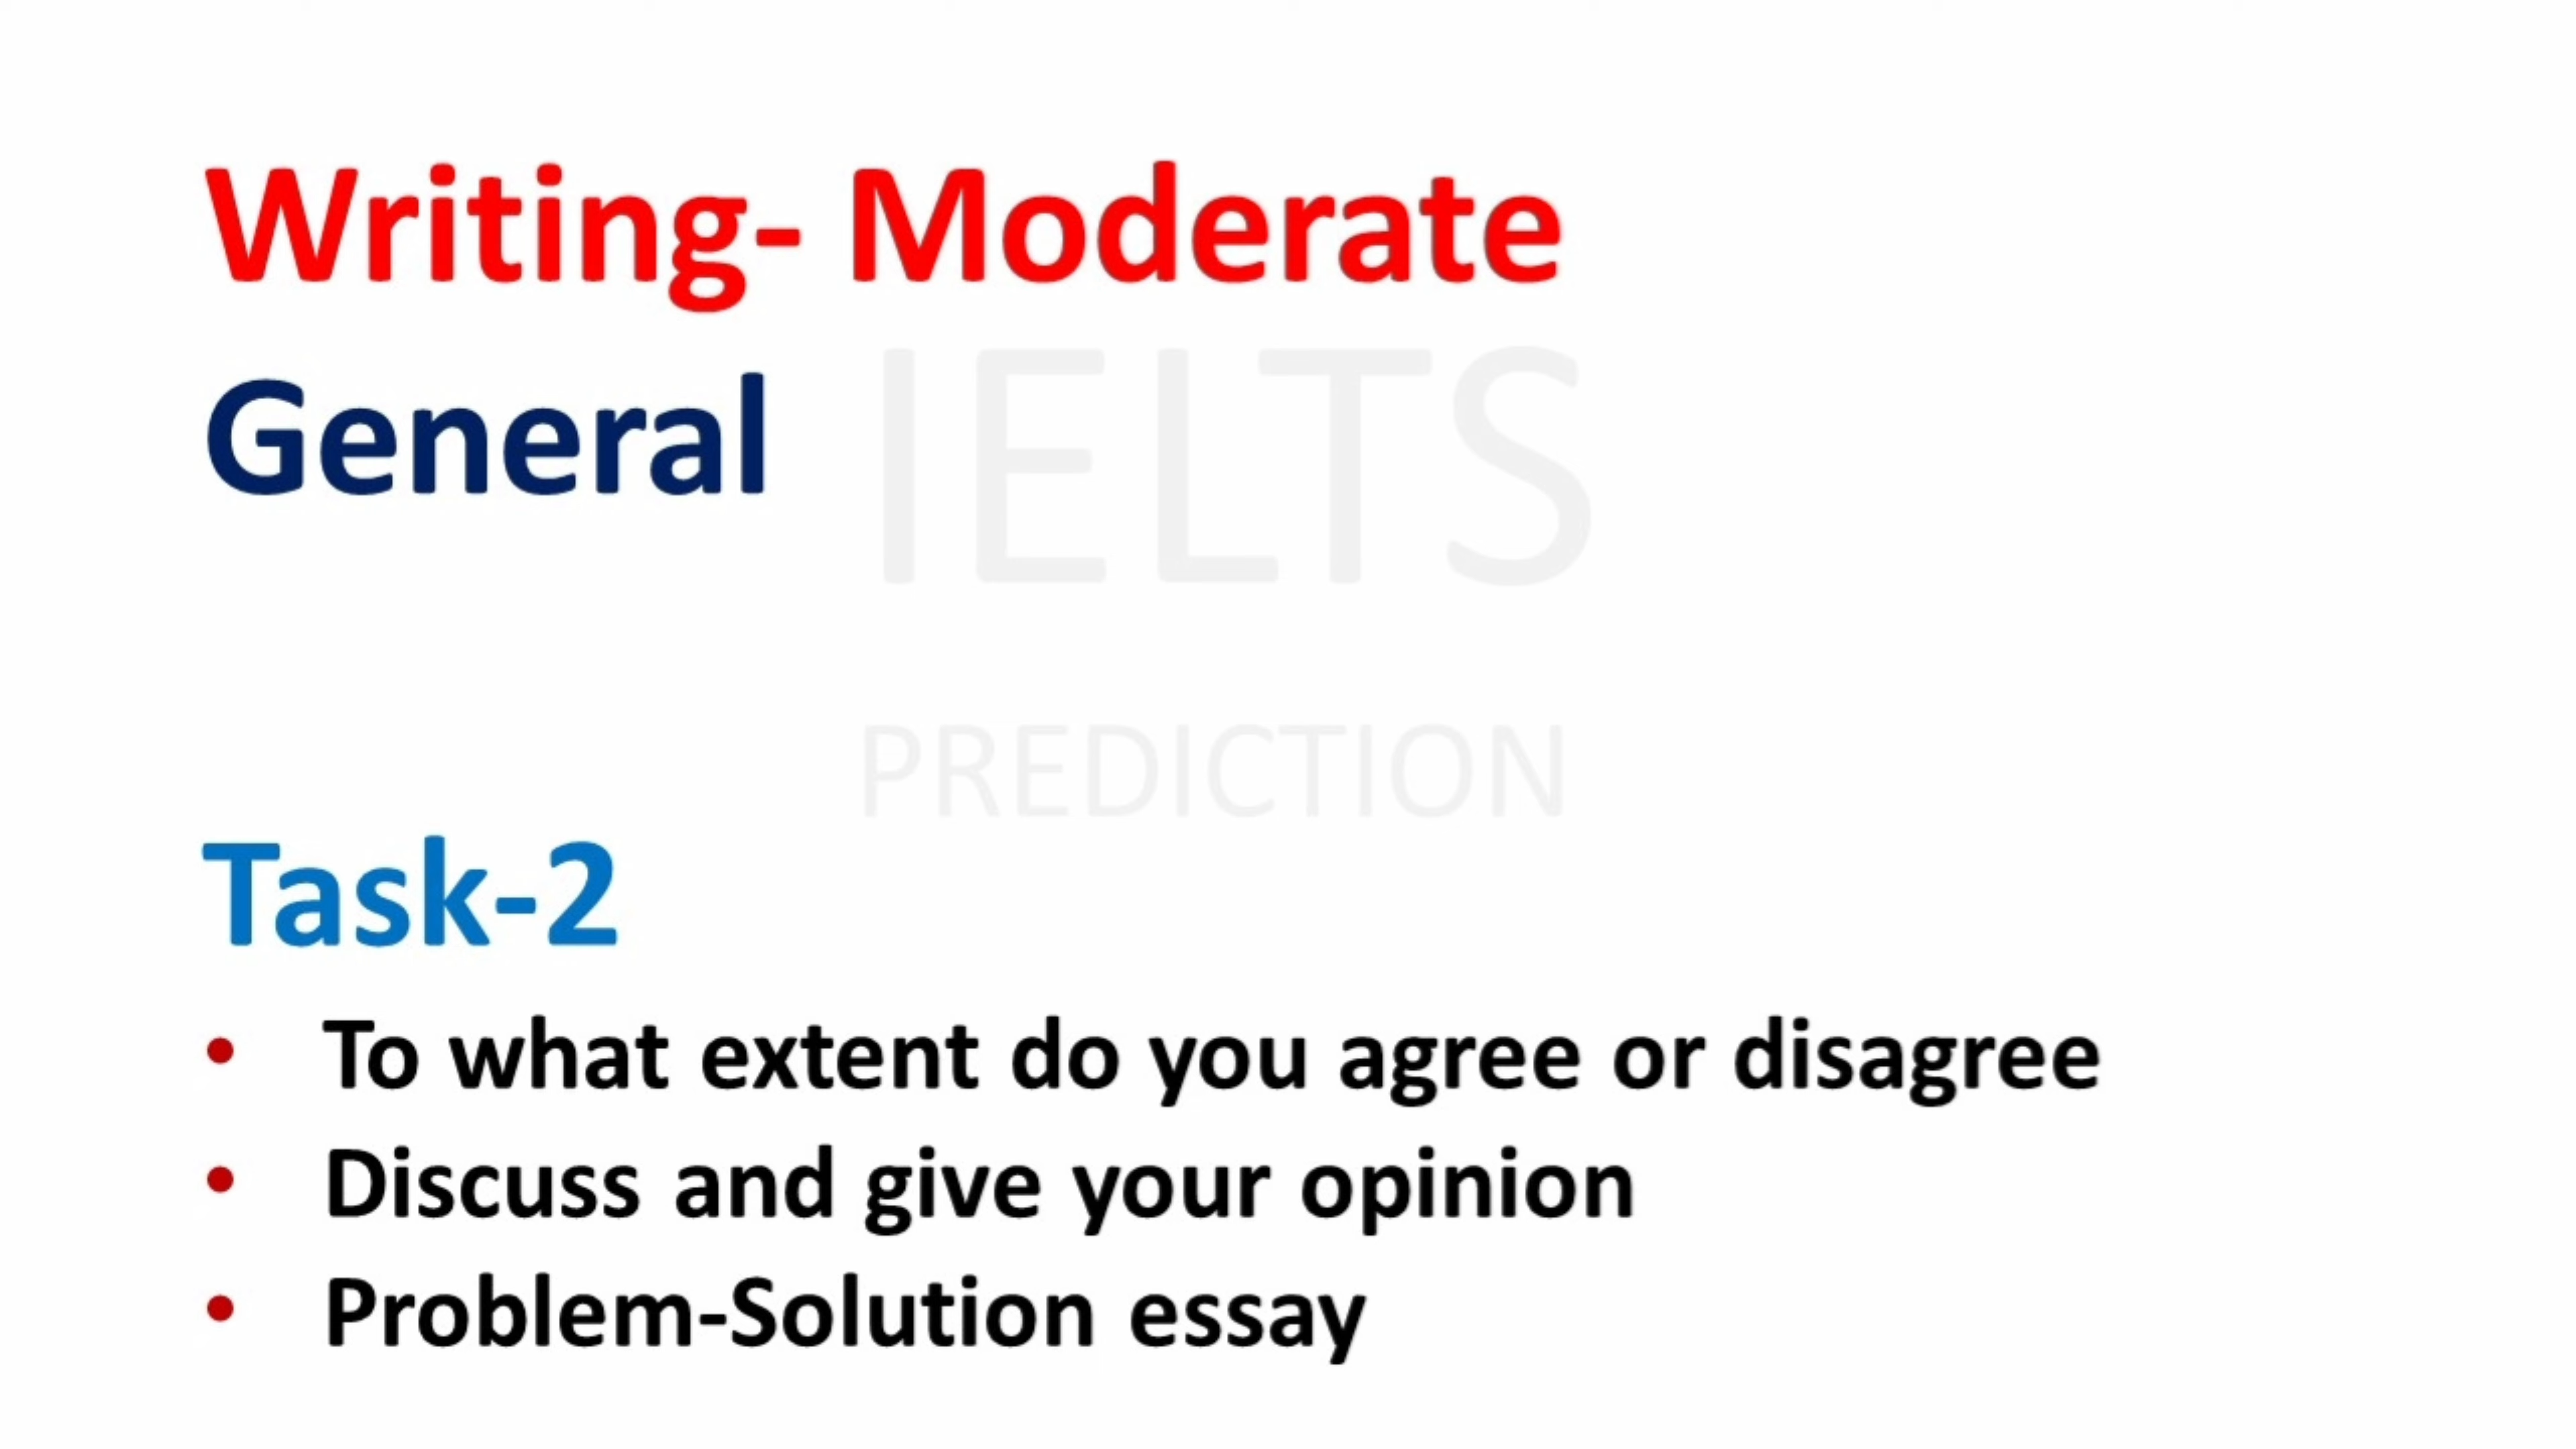 Writing- Moderate
General
IELTS
PREDICTION
Task-2
• To what extent do you agree or disagree
• Discuss and give your opinion
• Problem-Solution essay